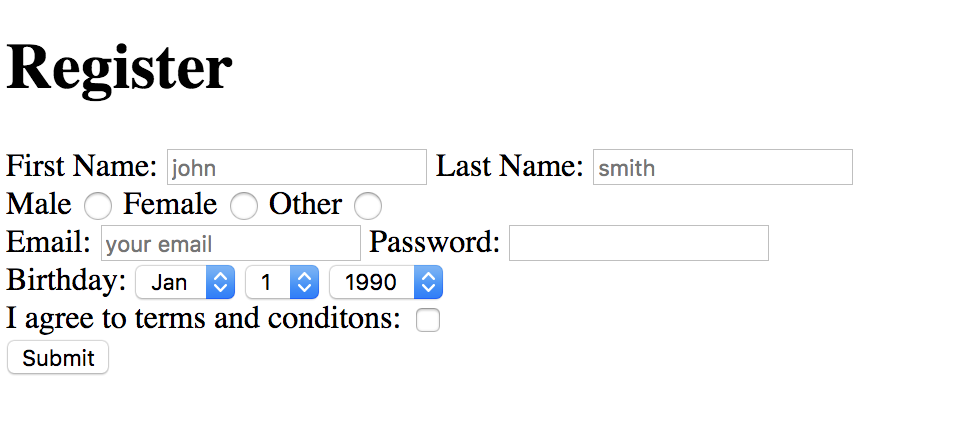 Register
First Name: john Last Name: smith
Male Female Other
Email: your email Password:
Birthday: Jan 1 1990
I agree to terms and conditons:
Submit